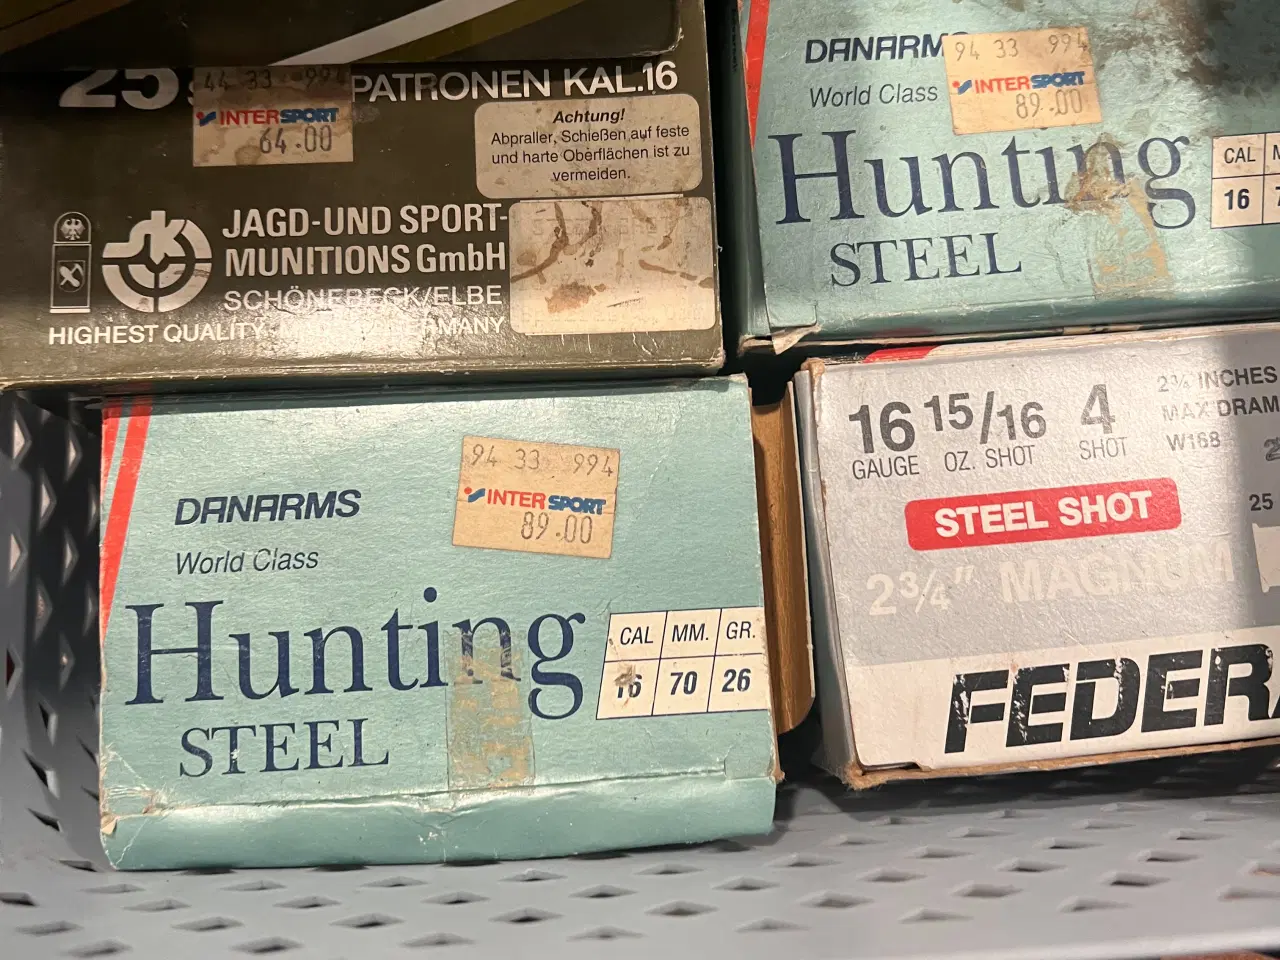 25
PATRONEN KAL.16
44 33 994
INTERSPORT
64.00
Achtung!
Abpraller, Schießen auf feste
und harte Oberflächen ist zu
vermeiden.
SK
JAGD-UND SPORT-
MUNITIONS GmbH
SCHÖNEBECK/ELBE
HIGHEST QUALITY GERMANY
DANARMS
94 33 994
INTERSPORT
89.00
World Class
Hunting
STEEL
CAL
16
DANARMS
94 33 994
INTERSPORT
89.00
World Class
Hunting
STEEL
CAL MM. GR.
16 70 26
16 15/16 4
GAUGE OZ. SHOT SHOT
2¾ INCHES
MAX DRAM
W168
25
STEEL SHOT
2¾" MAGNUM
FEDERA